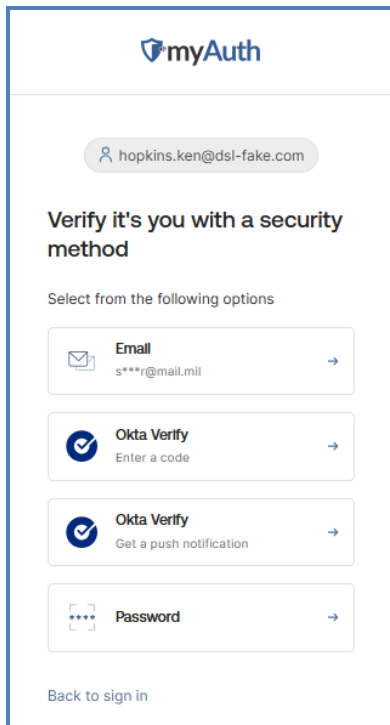 myAuth
hopkins.ken@dsl-fake.com
Verify it's you with a security
method
Select from the following options
Email
s***r@mail.mil
Okta Verify
Enter a code
Okta Verify
Get a push notification
**** Password
Back to sign in